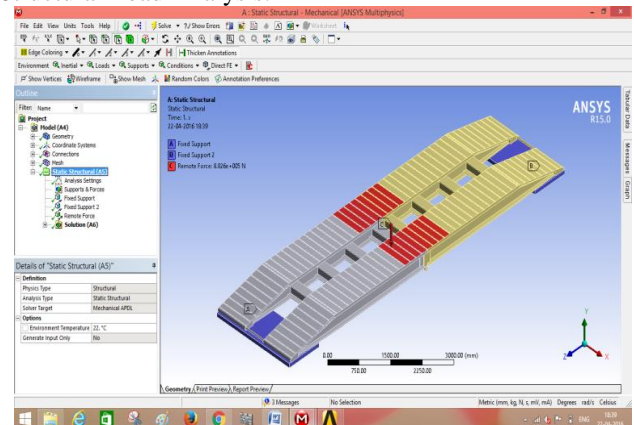 A : Static Structural - Mechanical [ANSYS Multiphysics]
File Edit View Units Tools Help Solve ?/ Show Errors Worksheet
Edge Coloring Thicken Annotations
Environment Inertial Loads Supports Conditions Direct FE
Show Vertices Wireframe Show Mesh Random Colors Annotation Preferences
Outline
Filter: Name
Project
Model (A4)
Geometry
Coordinate Systems
Connections
Mesh
Static Structural (A5)
Analysis Settings
Supports & Forces
Fixed Support
Fixed Support 2
Remote Force
Solution (A6)
Details of "Static Structural (A5)"
Definition
Physics Type Structural
Analysis Type Static Structural
Solver Target Mechanical APDL
Options
Environment Temperature 22. °C
Generate Input Only No
A: Static Structural
Static Structural
Time: 1. s
22-04-2016 18:39
A Fixed Support
B Fixed Support 2
C Remote Force: 8.826e+005 N
ANSYS
R15.0
A
B
C
0.00 1500.00 3000.00 (mm)
750.00 2250.00
Y
Z X
Geometry Print Preview Report Preview
Tabular Data
Messages
Graph
3 Messages No Selection Metric (mm, kg, N, s, mV, mA) Degrees rad/s Celsius
18:39
22-04-2016